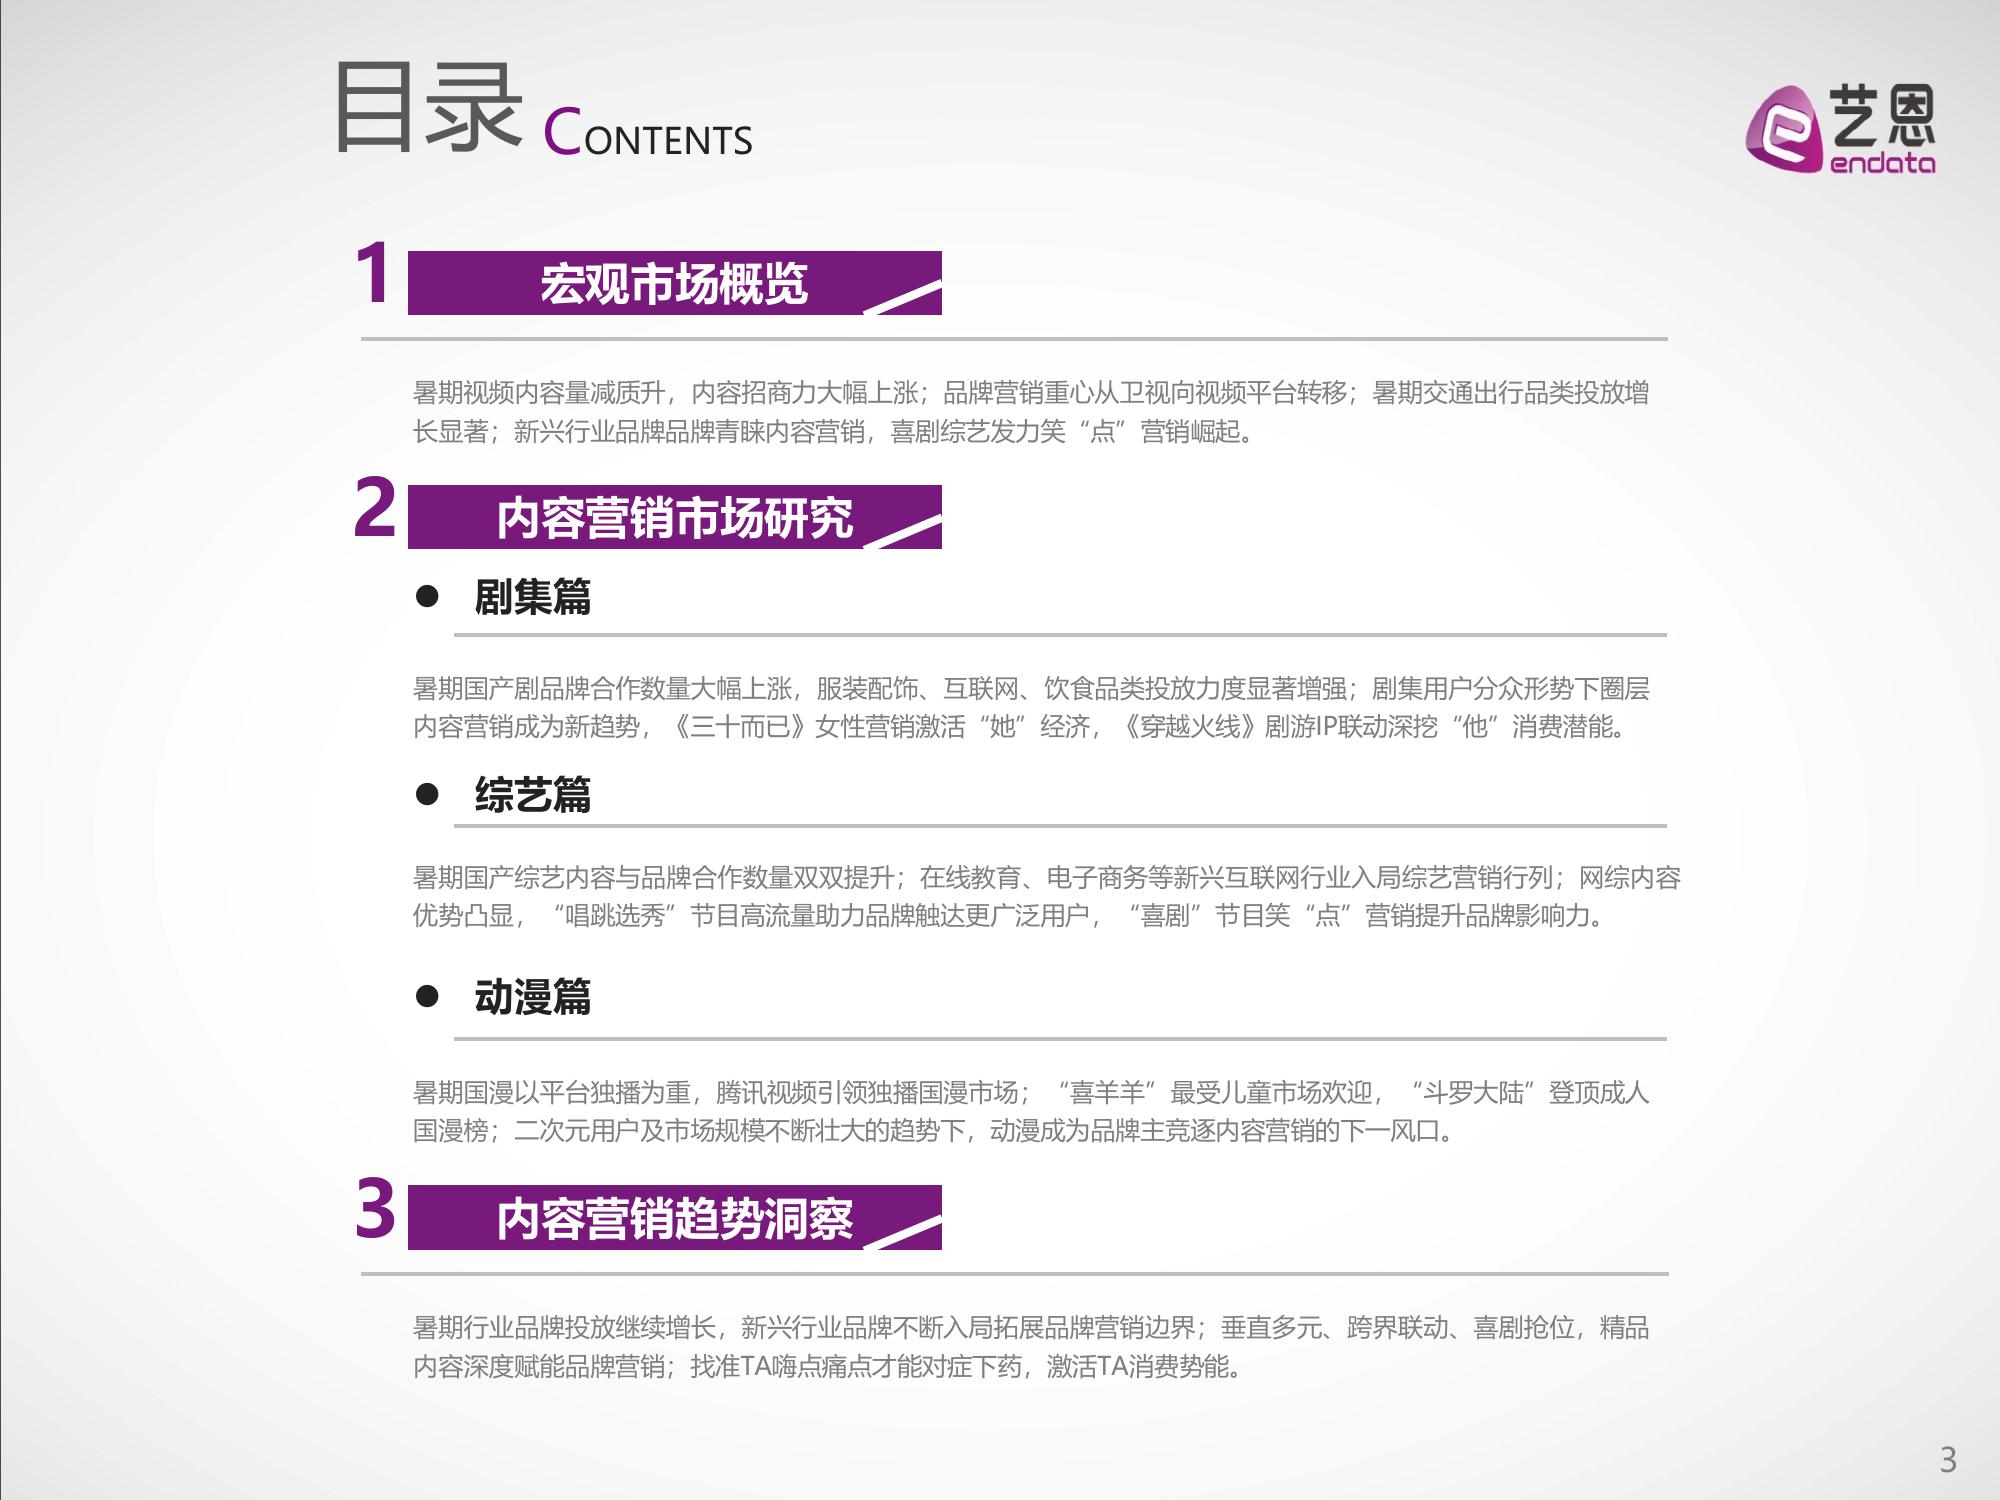 目录 CONTENTS
艺恩
endata
1 宏观市场概览
暑期视频内容量减质升，内容招商力大幅上涨；品牌营销重心从卫视向视频平台转移；暑期交通出行品类投放增
长显著；新兴行业品牌品牌青睐内容营销，喜剧综艺发力笑“点”营销崛起。
2 内容营销市场研究
● 剧集篇
暑期国产剧品牌合作数量大幅上涨，服装配饰、互联网、饮食品类投放力度显著增强；剧集用户分众形势下圈层
内容营销成为新趋势，《三十而已》女性营销激活“她”经济，《穿越火线》剧游IP联动深挖“他”消费潜能。
● 综艺篇
暑期国产综艺内容与品牌合作数量双双提升；在线教育、电子商务等新兴互联网行业入局综艺营销行列；网综内容
优势凸显，“唱跳选秀”节目高流量助力品牌触达更广泛用户，“喜剧”节目笑“点”营销提升品牌影响力。
● 动漫篇
暑期国漫以平台独播为重，腾讯视频引领独播国漫市场；“喜羊羊”最受儿童市场欢迎，“斗罗大陆”登顶成人
国漫榜；二次元用户及市场规模不断壮大的趋势下，动漫成为品牌主竞逐内容营销的下一风口。
3 内容营销趋势洞察
暑期行业品牌投放继续增长，新兴行业品牌不断入局拓展品牌营销边界；垂直多元、跨界联动、喜剧抢位，精品
内容深度赋能品牌营销；找准TA嗨点痛点才能对症下药，激活TA消费势能。
3